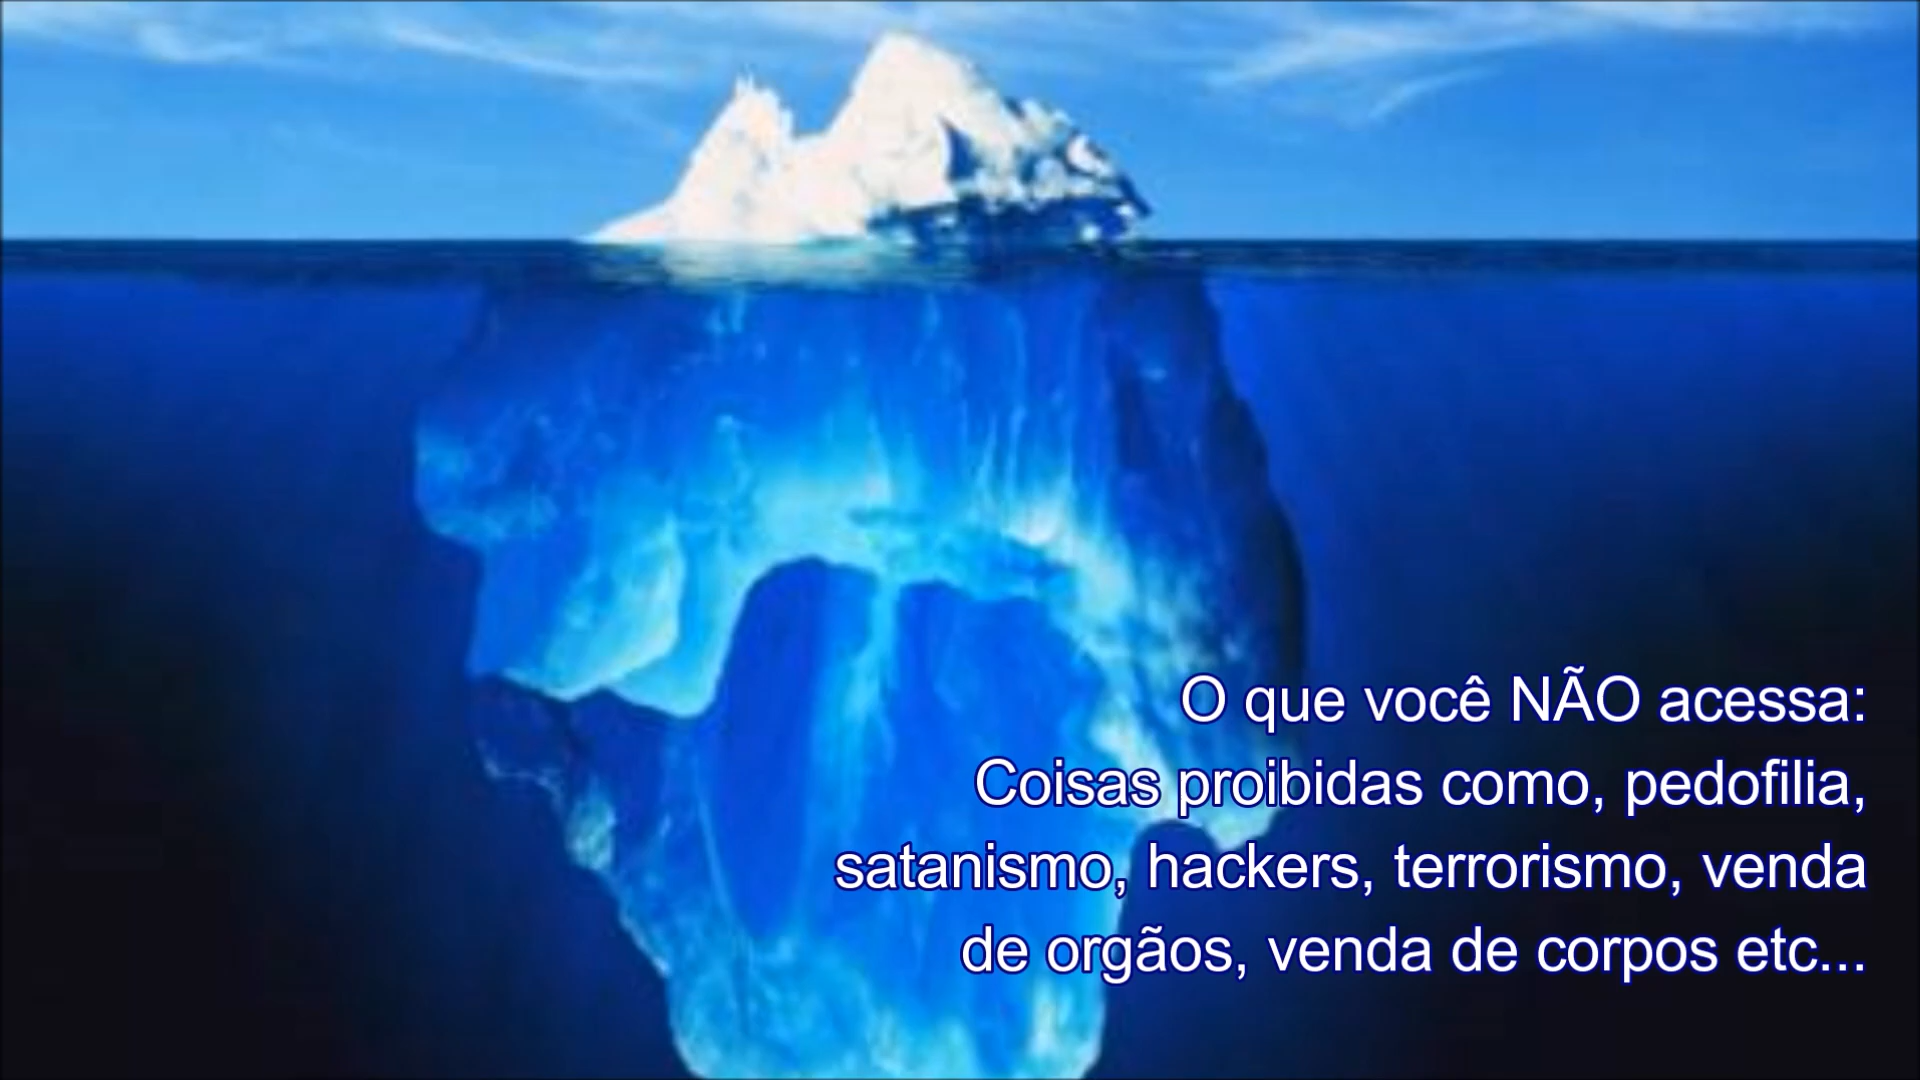 O que você NÃO acessa:
Coisas proibidas como, pedofilia,
satanismo, hackers, terrorismo, venda
de orgãos, venda de corpos etc...